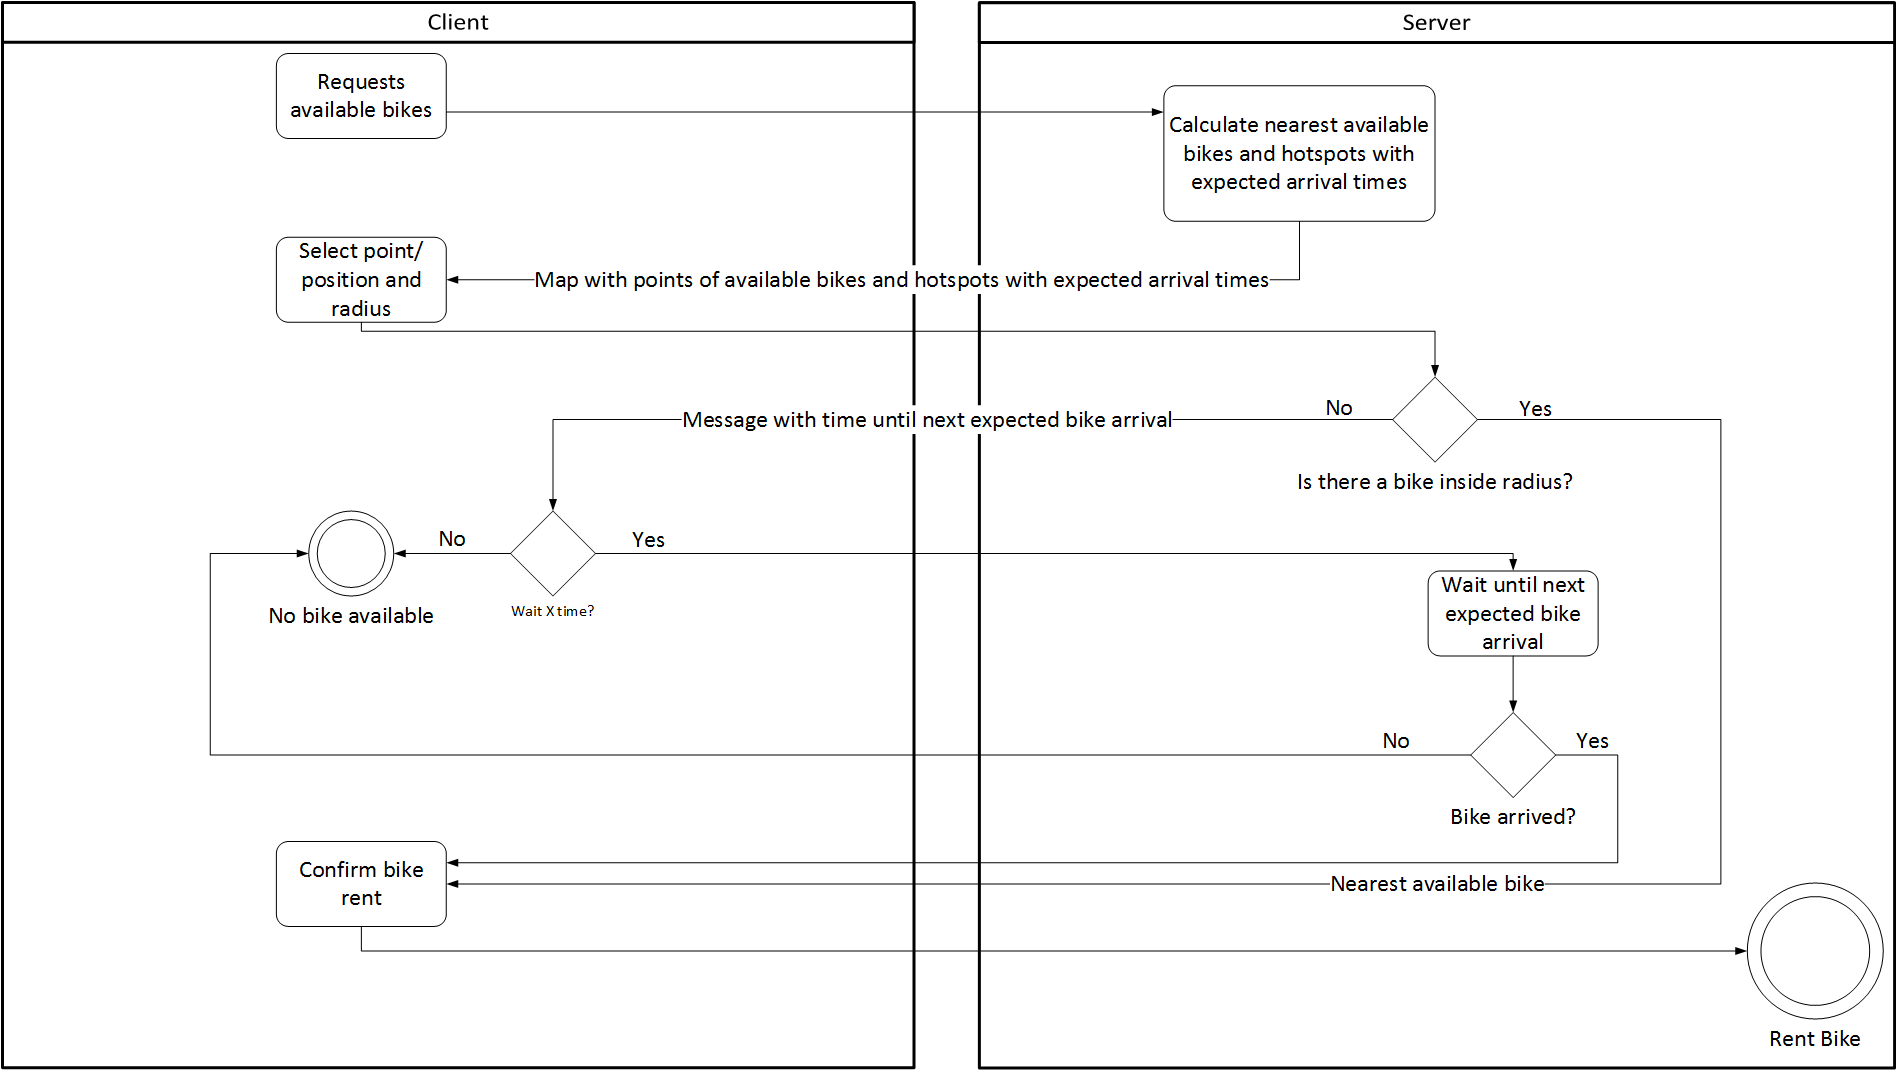 Client
Server
Requests
available bikes
Calculate nearest available
bikes and hotspots with
expected arrival times
Select point/
position and
radius
Map with points of available bikes and hotspots with expected arrival times
No
Yes
Message with time until next expected bike arrival
Is there a bike inside radius?
No
Yes
No bike available
Wait X time?
Wait until next
expected bike
arrival
No
Yes
Bike arrived?
Confirm bike
rent
Nearest available bike
Rent Bike